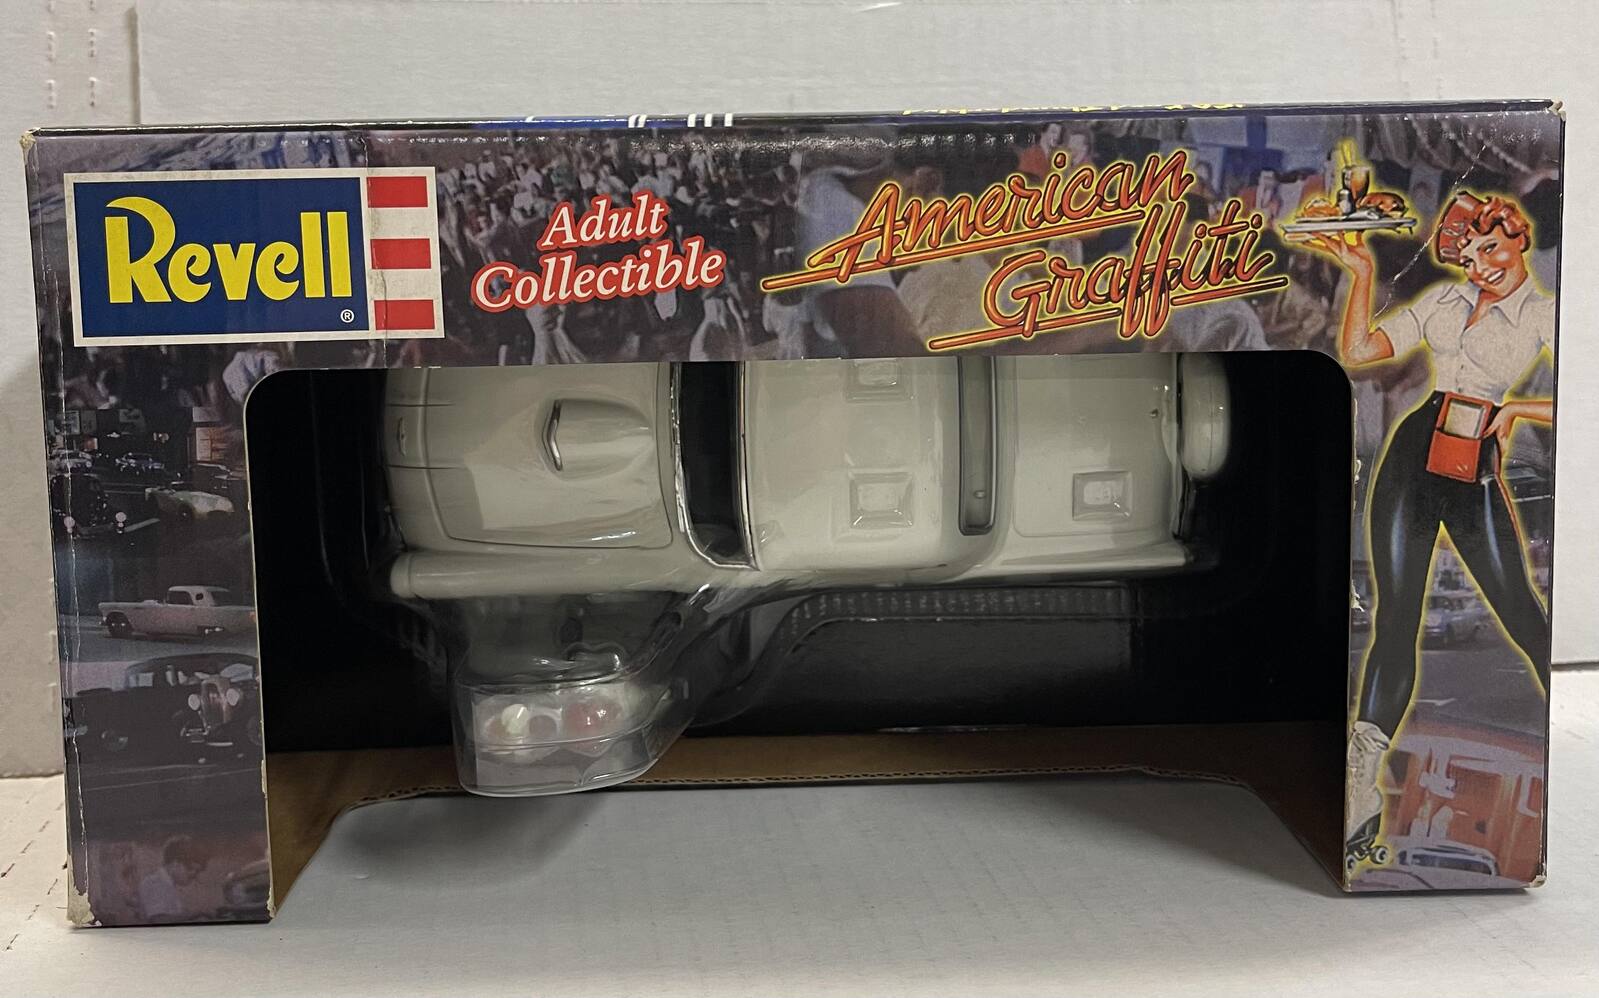 Revell
®
Adult
Collectible
American
Graffiti